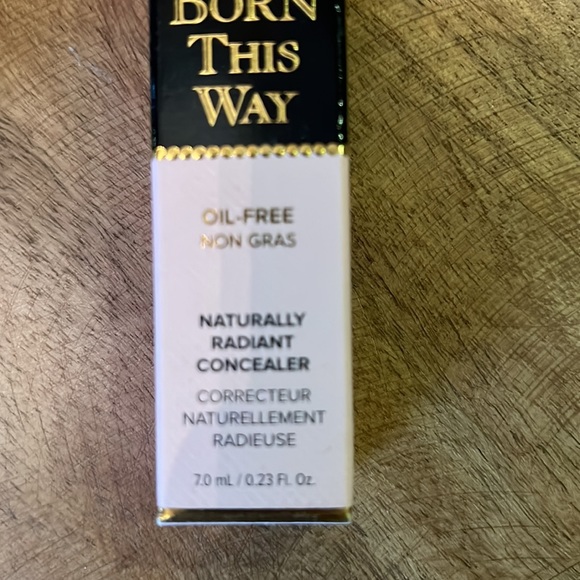 BORN
THIS
WAY
OIL-FREE
NON GRAS
NATURALLY
RADIANT
CONCEALER
CORRECTEUR
NATURELLEMENT
RADIEUSE
7.0 mL / 0.23 Fl. Oz.